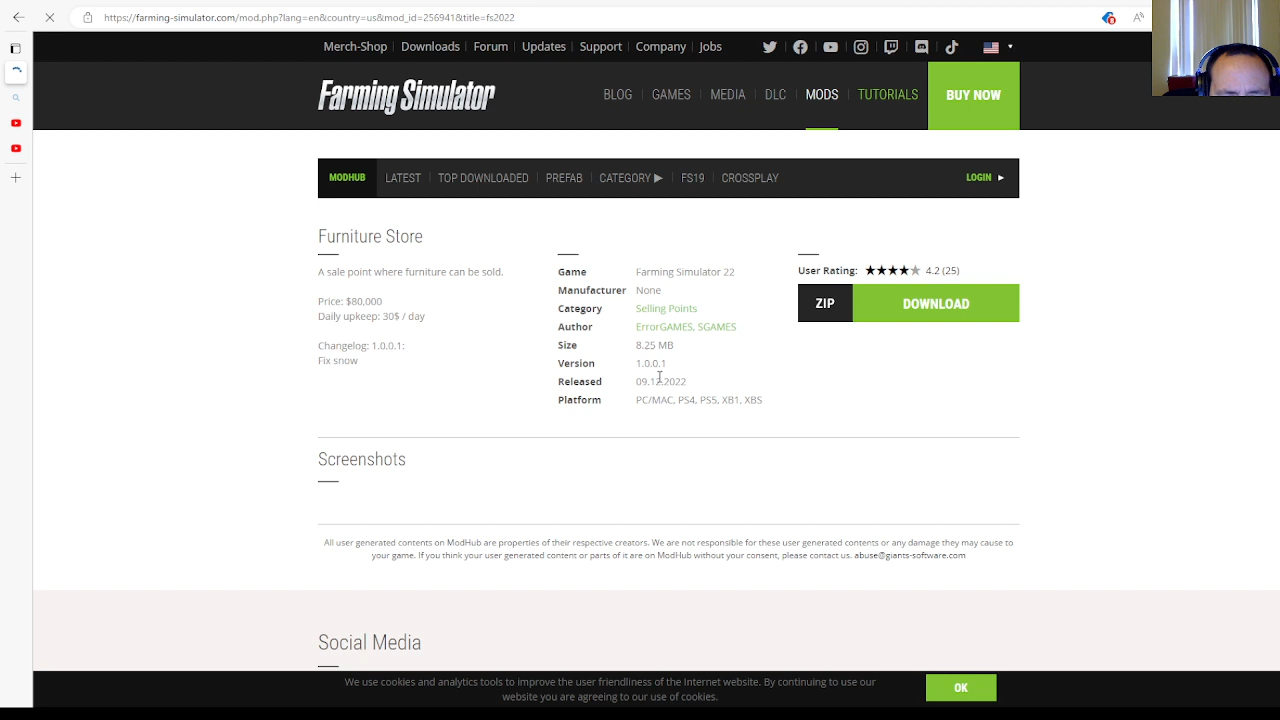 https://farming-simulator.com/mod.php?lang=en&country=us&mod_id=256941&title=fs2022
Merch-Shop Downloads Forum Updates Support Company Jobs
Farming Simulator
BLOG GAMES MEDIA DLC MODS TUTORIALS BUY NOW
MODHUB LATEST TOP DOWNLOADED PREFAB CATEGORY ▶ FS19 CROSSPLAY LOGIN ▶
Furniture Store
A sale point where furniture can be sold.
Price: $80,000
Daily upkeep: 30$ / day
Changelog: 1.0.0.1:
Fix snow
Game Farming Simulator 22
Manufacturer None
Category Selling Points
Author ErrorGAMES, SGAMES
Size 8.25 MB
Version 1.0.0.1
Released 09.12.2022
Platform PC/MAC, PS4, PS5, XB1, XBS
User Rating: 4.2 (25)
ZIP DOWNLOAD
Screenshots
All user generated contents on ModHub are properties of their respective creators. We are not responsible for these user generated contents or any damage they may cause to
your game. If you think your user generated content or parts of it are on ModHub without your consent, please contact us. abuse@giants-software.com
Social Media
We use cookies and analytics tools to improve the user friendliness of the Internet website. By continuing to use our
website you are agreeing to our use of cookies.
OK